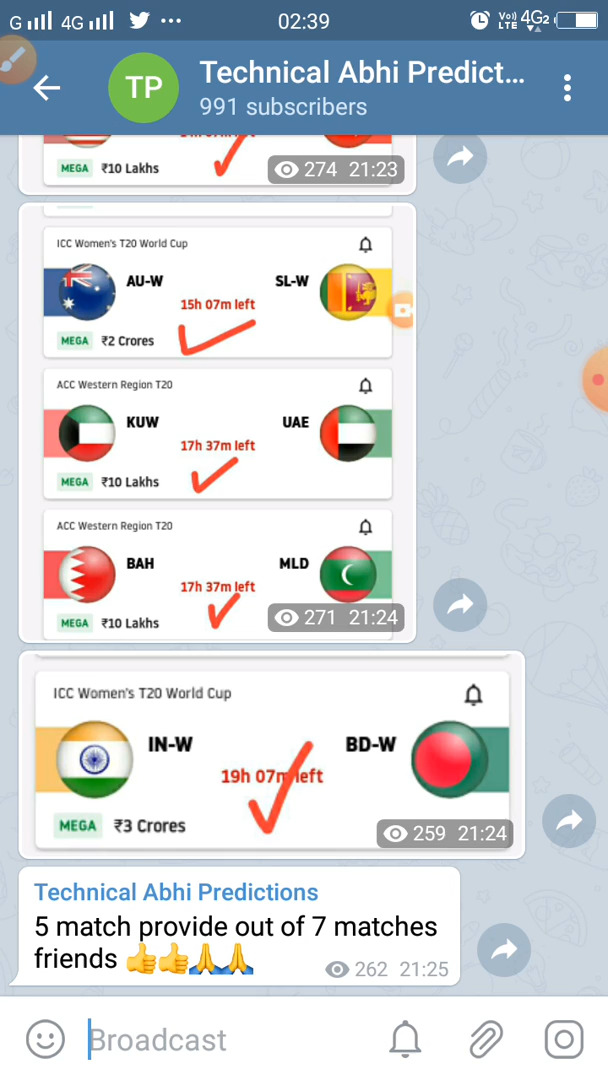 G 4G 02:39 VoLTE 4G2
TP Technical Abhi Predict...
991 subscribers
MEGA ₹10 Lakhs 274 21:23
ICC Women's T20 World Cup
AU-W SL-W
15h 07m left
MEGA ₹2 Crores
ACC Western Region T20
KUW UAE
17h 37m left
MEGA ₹10 Lakhs
ACC Western Region T20
BAH MLD
17h 37m left
MEGA ₹10 Lakhs 271 21:24
ICC Women's T20 World Cup
IN-W BD-W
19h 07m left
MEGA ₹3 Crores
259 21:24
Technical Abhi Predictions
5 match provide out of 7 matches
friends 👍👍🙏🙏 262 21:25
Broadcast